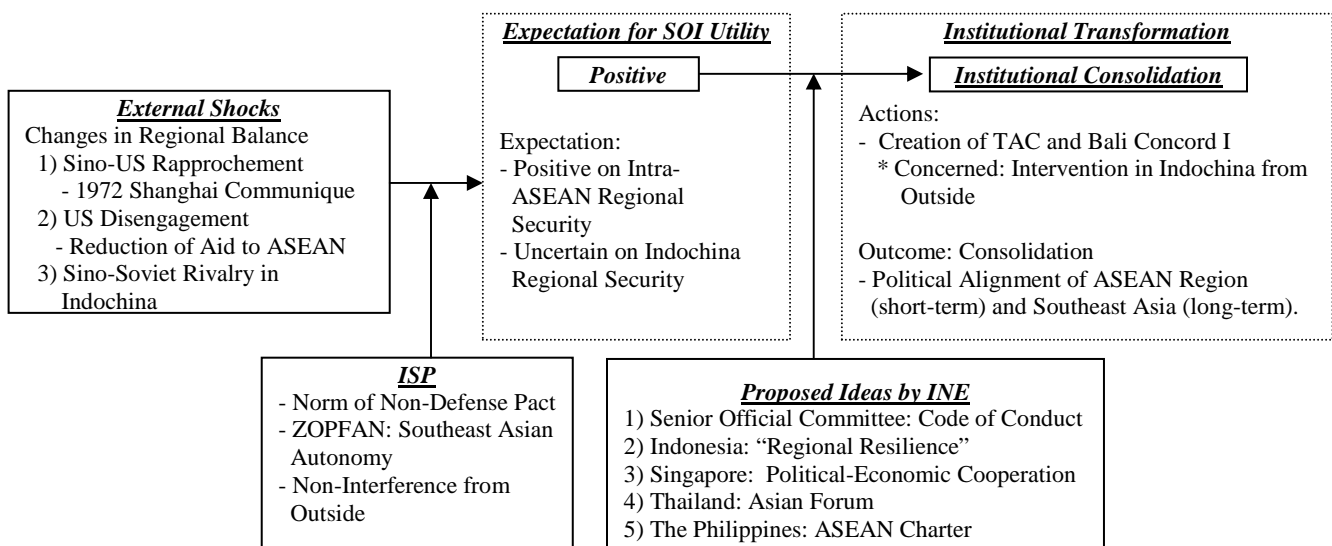 External Shocks
Changes in Regional Balance
1) Sino-US Rapprochement
- 1972 Shanghai Communique
2) US Disengagement
- Reduction of Aid to ASEAN
3) Sino-Soviet Rivalry in
Indochina
Expectation for SOI Utility
Positive
Expectation:
- Positive on Intra-
ASEAN Regional
Security
- Uncertain on Indochina
Regional Security
Institutional Transformation
Institutional Consolidation
Actions:
- Creation of TAC and Bali Concord I
* Concerned: Intervention in Indochina from
Outside
Outcome: Consolidation
- Political Alignment of ASEAN Region
(short-term) and Southeast Asia (long-term).
ISP
- Norm of Non-Defense Pact
- ZOPFAN: Southeast Asian
Autonomy
- Non-Interference from
Outside
Proposed Ideas by INE
1) Senior Official Committee: Code of Conduct
2) Indonesia: “Regional Resilience”
3) Singapore: Political-Economic Cooperation
4) Thailand: Asian Forum
5) The Philippines: ASEAN Charter